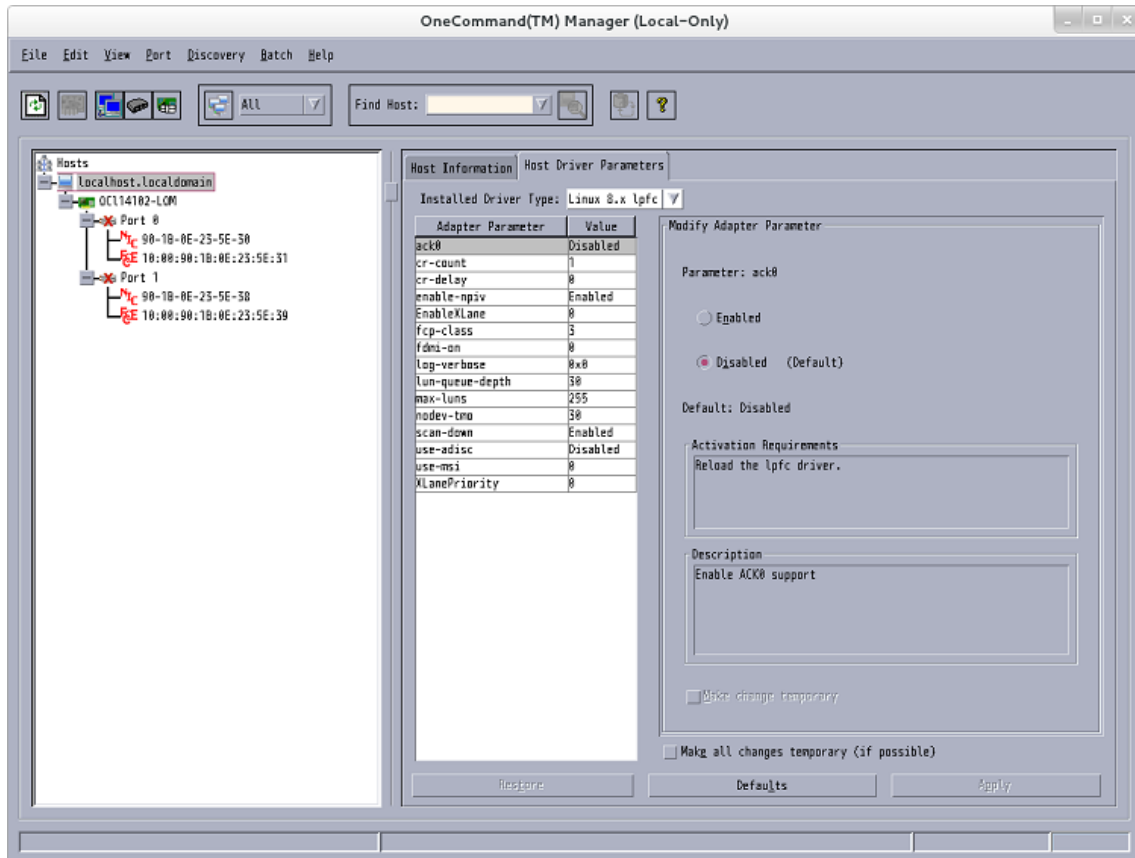 OneCommand(TM) Manager (Local-Only)
File Edit View Port Discovery Batch Help
All
Find Host:
Hosts
localhost.localdomain
OCl14102-LOM
Port 0
NIC 90-1B-0E-23-5E-30
FCoE 10:00:90:1B:0E:23:5E:31
Port 1
NIC 90-1B-0E-23-5E-38
FCoE 10:00:90:1B:0E:23:5E:39
Host Information Host Driver Parameters
Installed Driver Type: Linux 8.x lpfc
Adapter Parameter Value
ack0 Disabled
cr-count 1
cr-delay 0
enable-npiv Enabled
EnableXLane 0
fcp-class 3
fdmi-on 0
log-verbose 0x0
lun-queue-depth 30
max-luns 255
nodev-tmo 30
scan-down Enabled
use-adisc Disabled
use-msi 0
XLanePriority 0
Modify Adapter Parameter
Parameter: ack0
Enabled
Disabled (Default)
Default: Disabled
Activation Requirements
Reload the lpfc driver.
Description
Enable ACK0 support
Make change temporary
Make all changes temporary (if possible)
Restore Defaults Apply